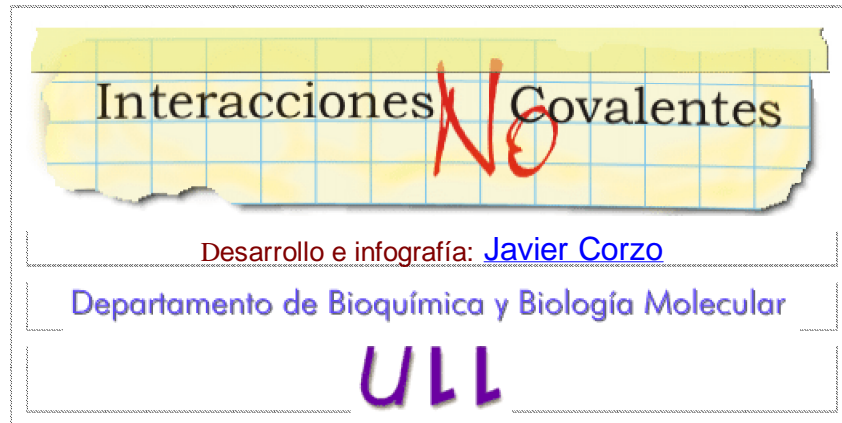 Interacciones No Covalentes
Desarrollo e infografía: Javier Corzo
Departamento de Bioquímica y Biología Molecular
ULL